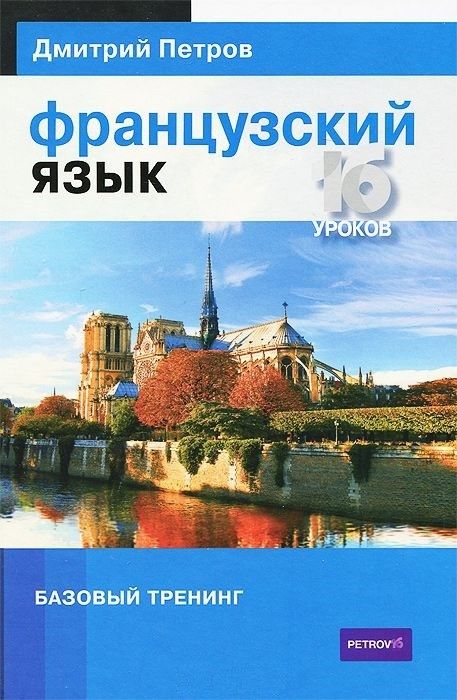 Дмитрий Петров
французский
язык
16
УРОКОВ
БАЗОВЫЙ ТРЕНИНГ
PETROV16